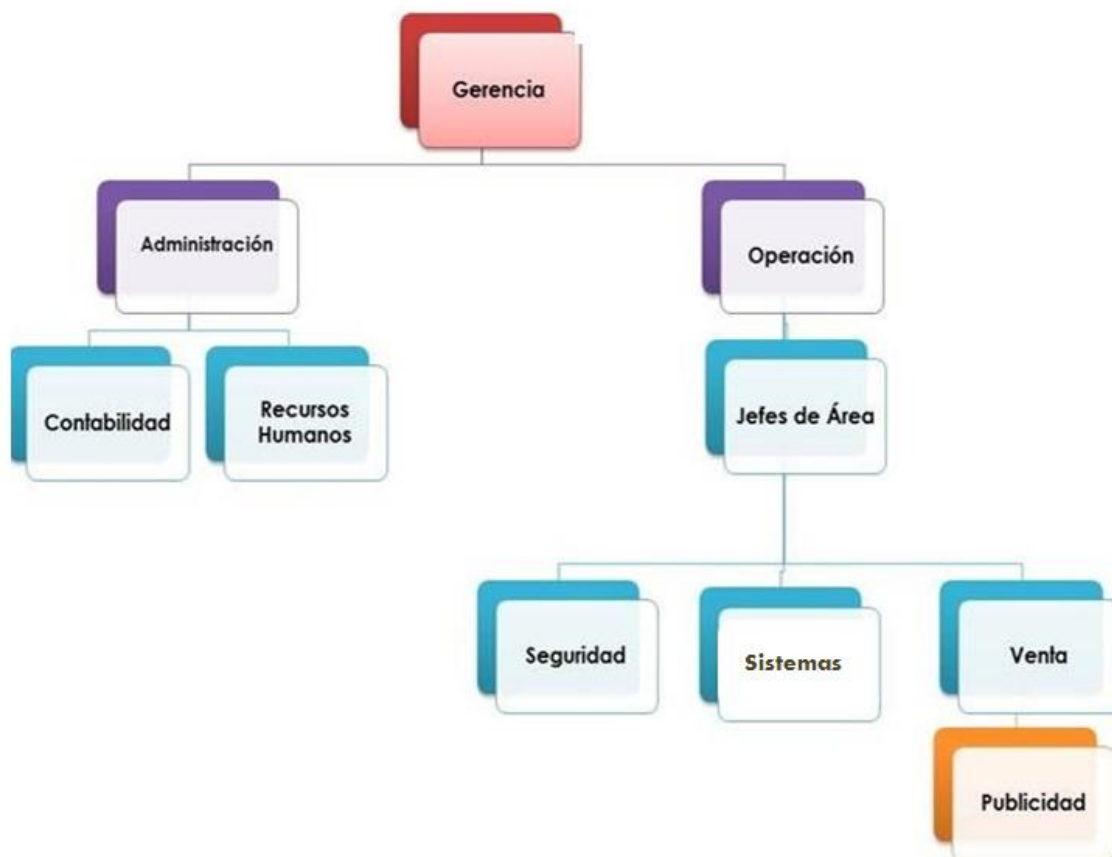 Gerencia
Administración
Operación
Contabilidad
Recursos
Humanos
Jefes de Área
Seguridad
Sistemas
Venta
Publicidad